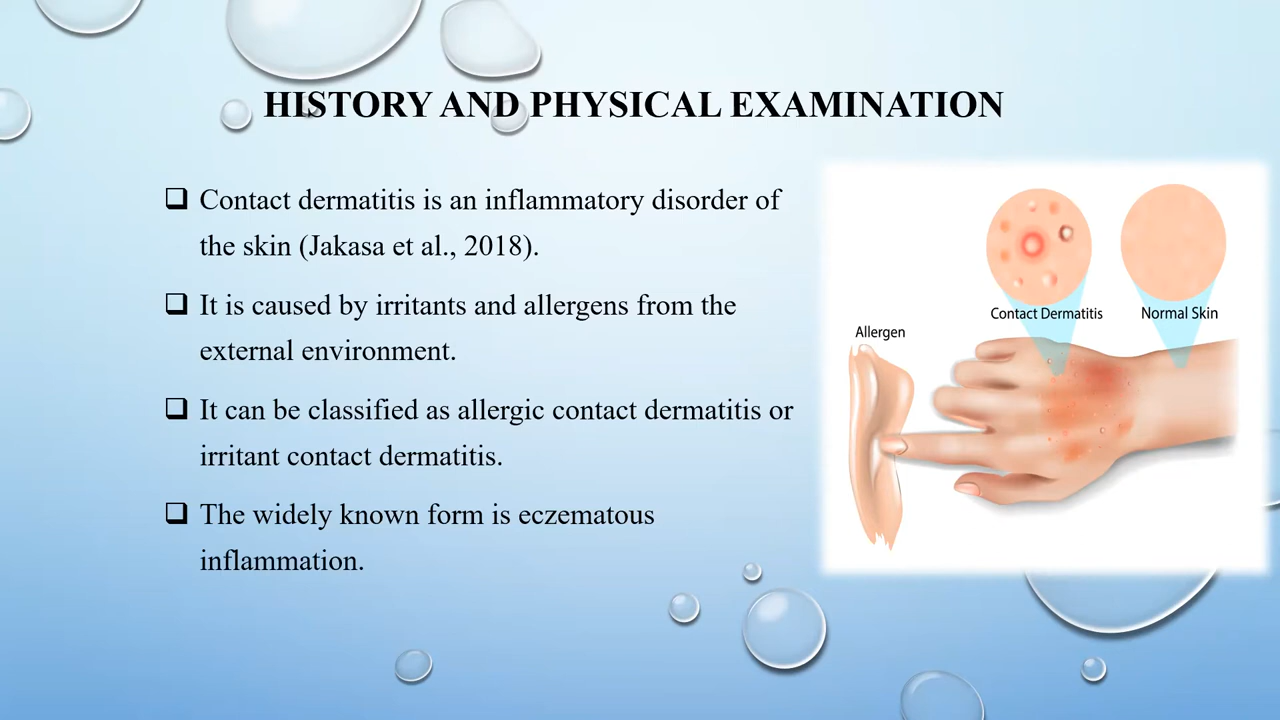 HISTORY AND PHYSICAL EXAMINATION
Contact dermatitis is an inflammatory disorder of
the skin (Jakasa et al., 2018).
It is caused by irritants and allergens from the
external environment.
It can be classified as allergic contact dermatitis or
irritant contact dermatitis.
The widely known form is eczematous
inflammation.
Contact Dermatitis
Normal Skin
Allergen